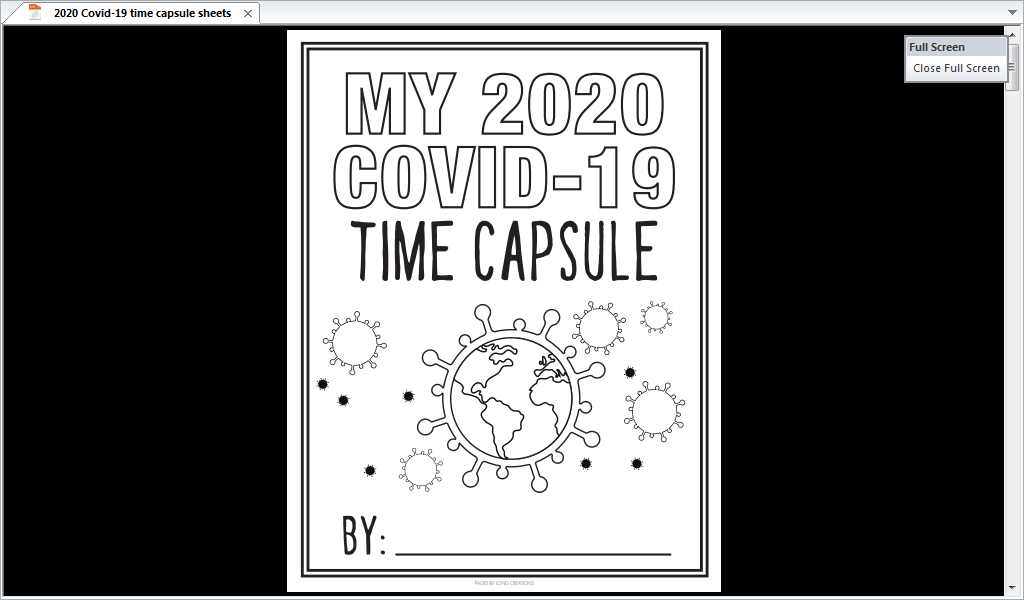 2020 Covid-19 time capsule sheets
Full Screen
Close Full Screen
MY 2020
COVID-19
TIME CAPSULE
BY:
PAGES BY LONG CREATIONS